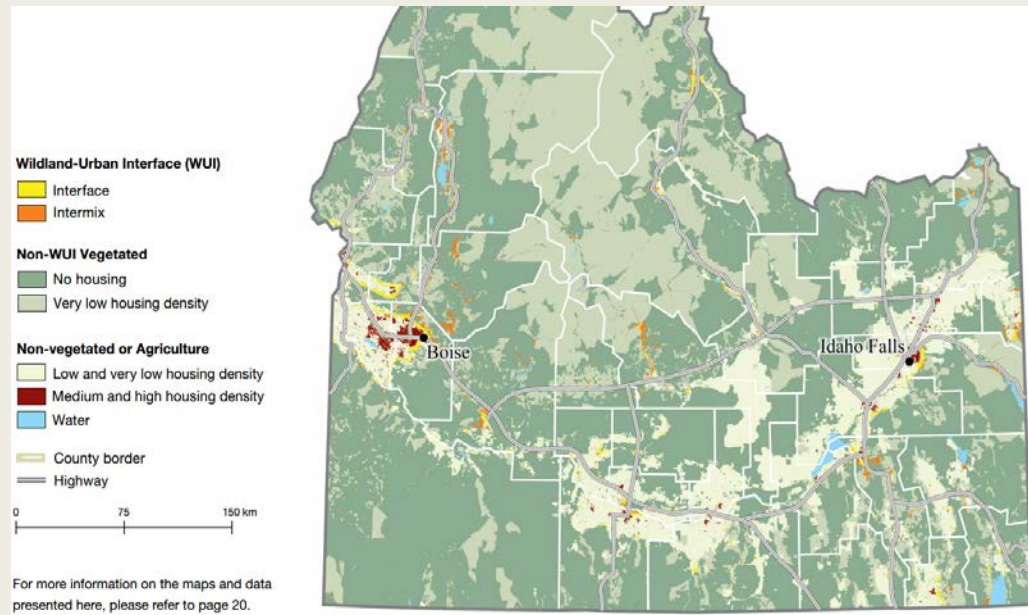 Wildland-Urban Interface (WUI)
Interface
Intermix
Non-WUI Vegetated
No housing
Very low housing density
Non-vegetated or Agriculture
Low and very low housing density
Medium and high housing density
Water
County border
Highway
0 75 150 km
For more information on the maps and data
presented here, please refer to page 20.
Boise
Idaho Falls